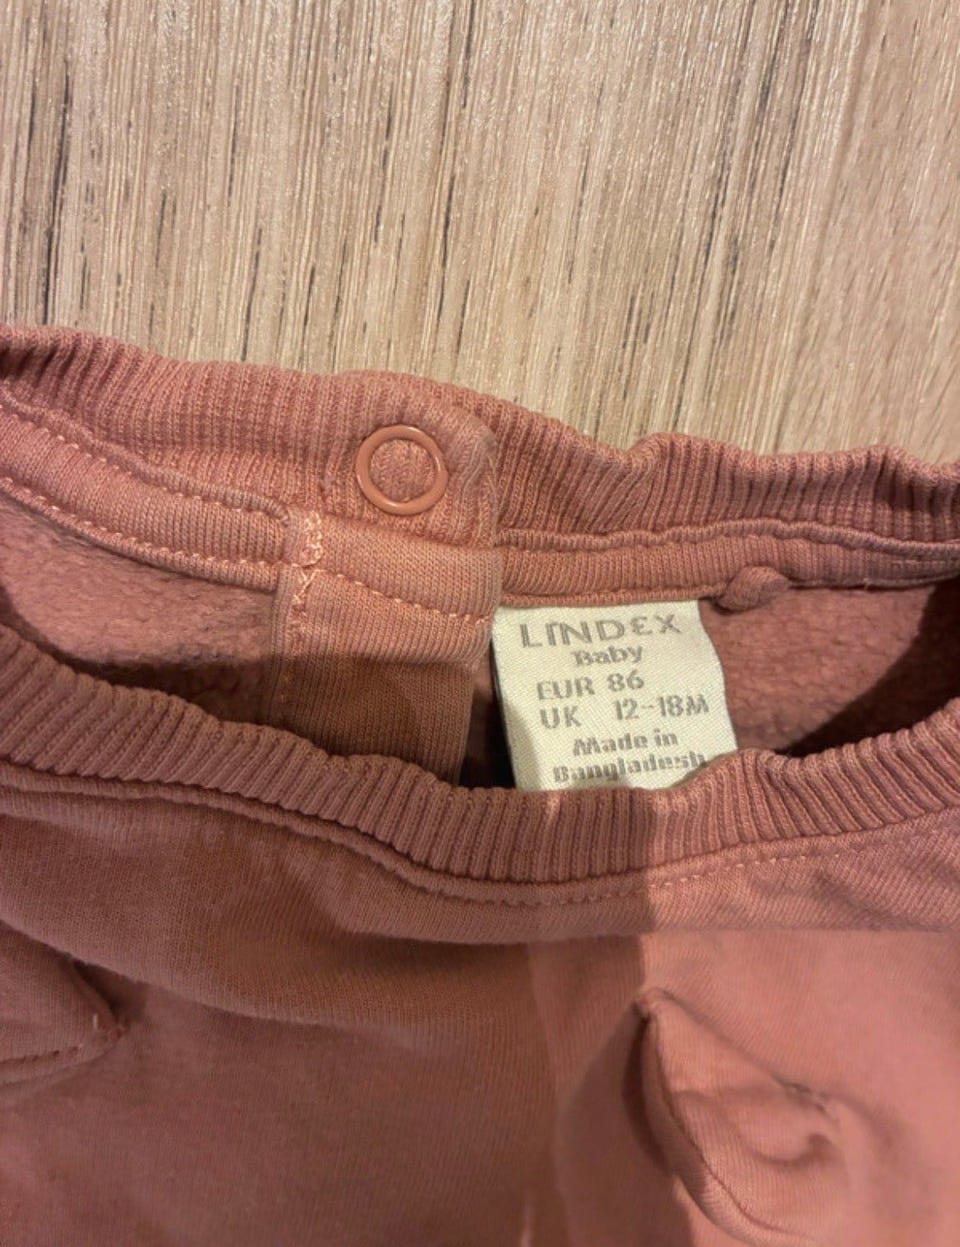 LINDEX
Baby
EUR 86
UK 12-18M
Made in
Bangladesh